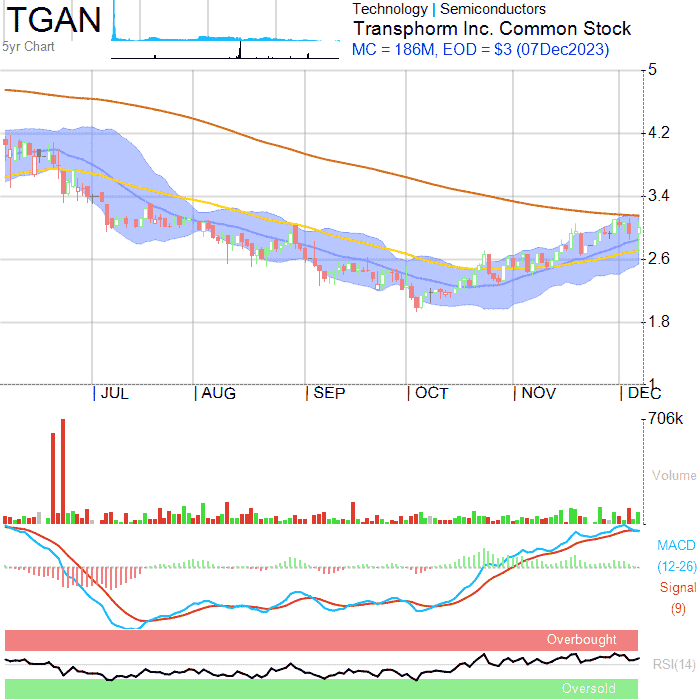 TGAN
5yr Chart
Technology | Semiconductors
Transphorm Inc. Common Stock
MC = 186M, EOD = $3 (07Dec2023)
5
4.2
3.4
2.6
1.8
1
| JUL
| AUG
| SEP
| OCT
| NOV
| DEC
706k
Volume
MACD
(12-26)
Signal
(9)
Overbought
RSI(14)
Oversold